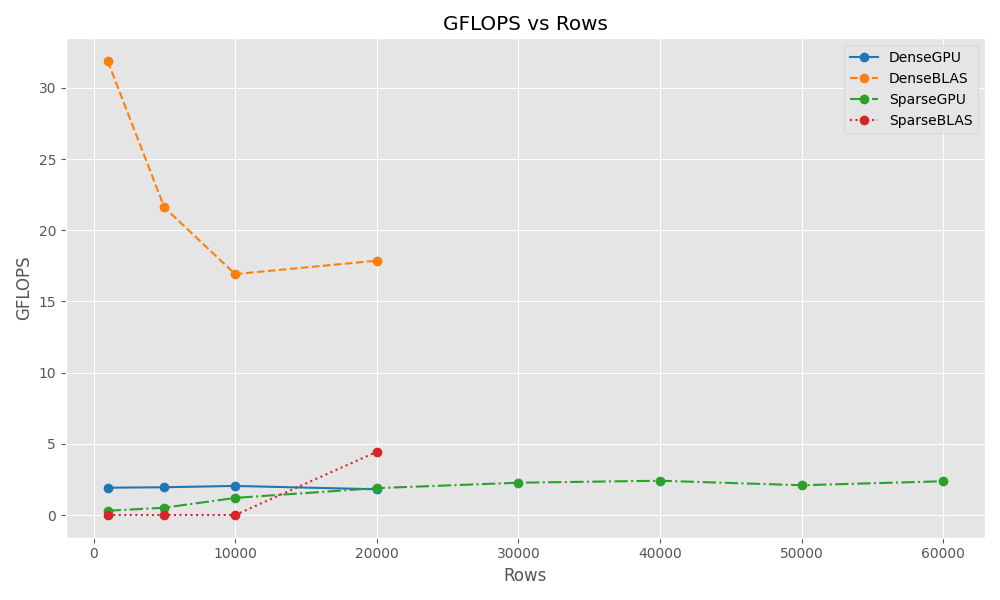 GFLOPS vs Rows
DenseGPU
DenseBLAS
SparseGPU
SparseBLAS
GFLOPS
30
25
20
15
10
5
0
0
10000
20000
30000
40000
50000
60000
Rows